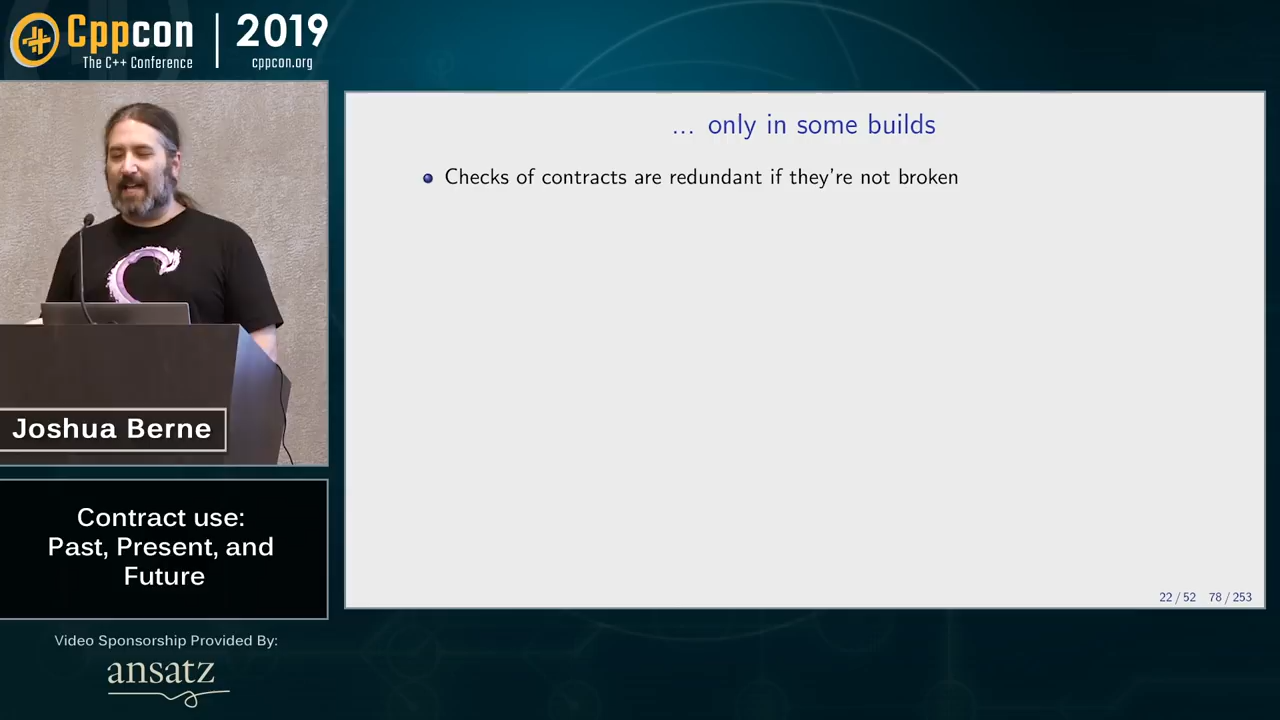 Cppcon
The C++ Conference
2019
cppcon.org
... only in some builds
Checks of contracts are redundant if they're not broken
Joshua Berne
Contract use:
Past, Present, and
Future
Video Sponsorship Provided By:
ansatz
22 / 52 78 / 253